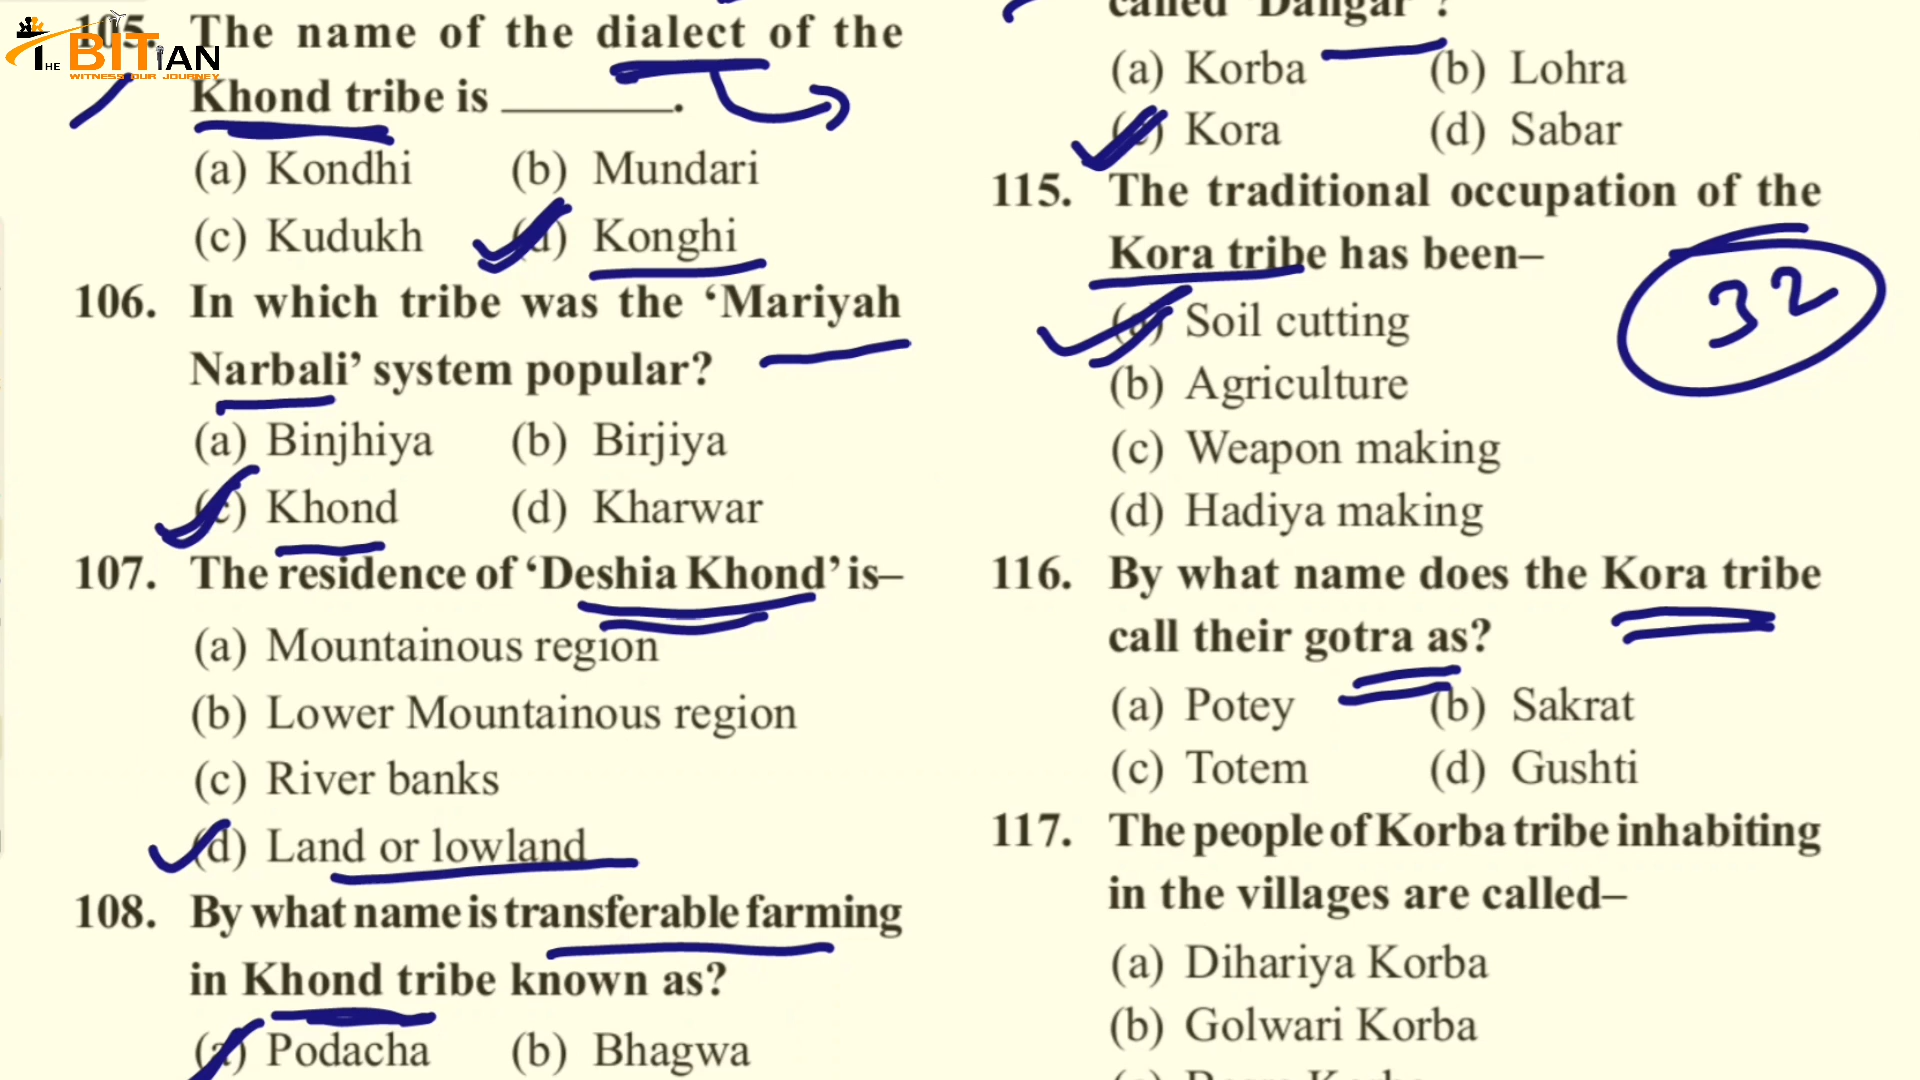 THE BITIAN
WITNESS OUR JOURNEY
105. The name of the dialect of the
Khond tribe is ________.
(a) Kondhi (b) Mundari
(c) Kudukh (d) Konghi
106. In which tribe was the ‘Mariyah
Narbali’ system popular?
(a) Binjhiya (b) Birjiya
(c) Khond (d) Kharwar
107. The residence of ‘Deshia Khond’ is–
(a) Mountainous region
(b) Lower Mountainous region
(c) River banks
(d) Land or lowland
108. By what name is transferable farming
in Khond tribe known as?
(a) Podacha (b) Bhagwa
called ‘Dangar’?
(a) Korba (b) Lohra
(c) Kora (d) Sabar
115. The traditional occupation of the
Kora tribe has been–
32
(a) Soil cutting
(b) Agriculture
(c) Weapon making
(d) Hadiya making
116. By what name does the Kora tribe
call their gotra as?
(a) Potey (b) Sakrat
(c) Totem (d) Gushti
117. The people of Korba tribe inhabiting
in the villages are called–
(a) Dihariya Korba
(b) Golwari Korba